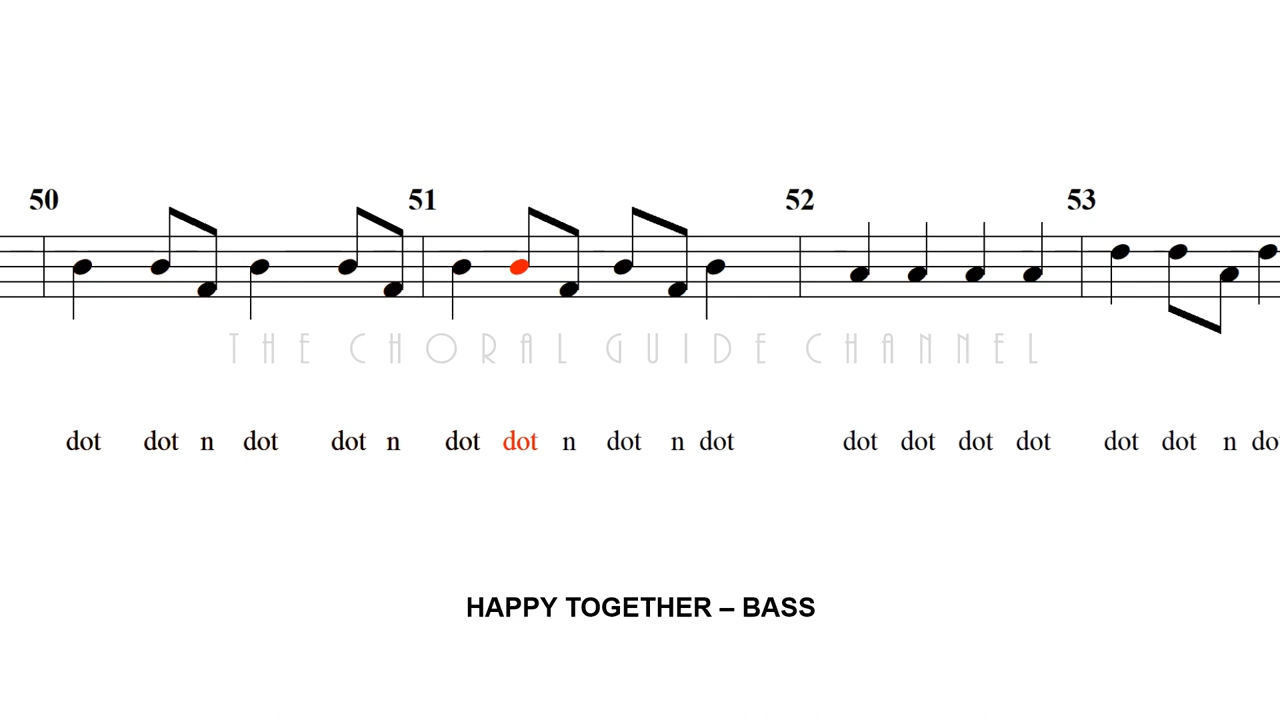 50 51 52 53
THE CHORAL GUIDE CHANNEL
dot dot n dot dot n dot dot n dot n dot dot dot dot dot dot dot n do
HAPPY TOGETHER – BASS